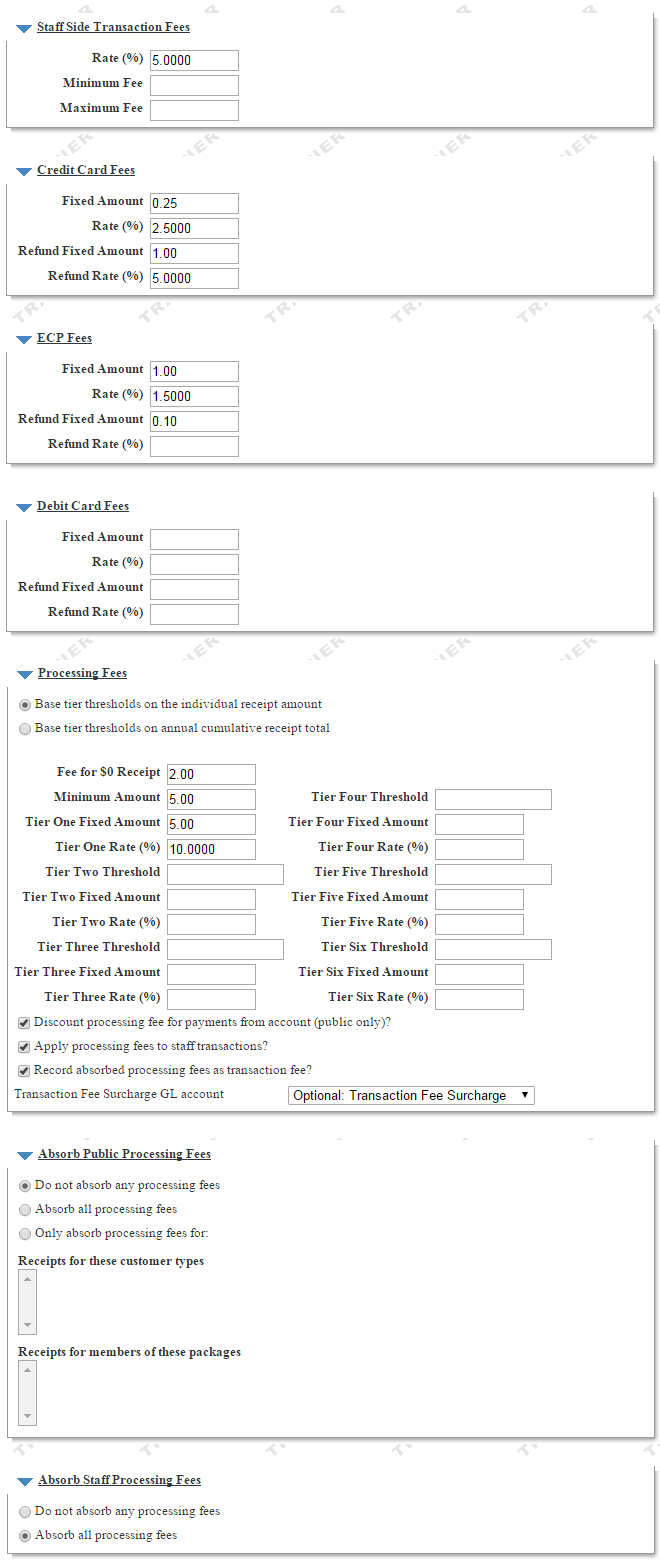 Staff Side Transaction Fees
Rate (%) 5.0000
Minimum Fee
Maximum Fee
Credit Card Fees
Fixed Amount 0.25
Rate (%) 2.5000
Refund Fixed Amount 1.00
Refund Rate (%) 5.0000
ECP Fees
Fixed Amount 1.00
Rate (%) 1.5000
Refund Fixed Amount 0.10
Refund Rate (%)
Debit Card Fees
Fixed Amount
Rate (%)
Refund Fixed Amount
Refund Rate (%)
Processing Fees
Base tier thresholds on the individual receipt amount
Base tier thresholds on annual cumulative receipt total
Fee for $0 Receipt 2.00
Minimum Amount 5.00 Tier Four Threshold
Tier One Fixed Amount 5.00 Tier Four Fixed Amount
Tier One Rate (%) 10.0000 Tier Four Rate (%)
Tier Two Threshold Tier Five Threshold
Tier Two Fixed Amount Tier Five Fixed Amount
Tier Two Rate (%) Tier Five Rate (%)
Tier Three Threshold Tier Six Threshold
Tier Three Fixed Amount Tier Six Fixed Amount
Tier Three Rate (%) Tier Six Rate (%)
Discount processing fee for payments from account (public only)?
Apply processing fees to staff transactions?
Record absorbed processing fees as transaction fee?
Transaction Fee Surcharge GL account Optional: Transaction Fee Surcharge
Absorb Public Processing Fees
Do not absorb any processing fees
Absorb all processing fees
Only absorb processing fees for:
Receipts for these customer types
Receipts for members of these packages
Absorb Staff Processing Fees
Do not absorb any processing fees
Absorb all processing fees